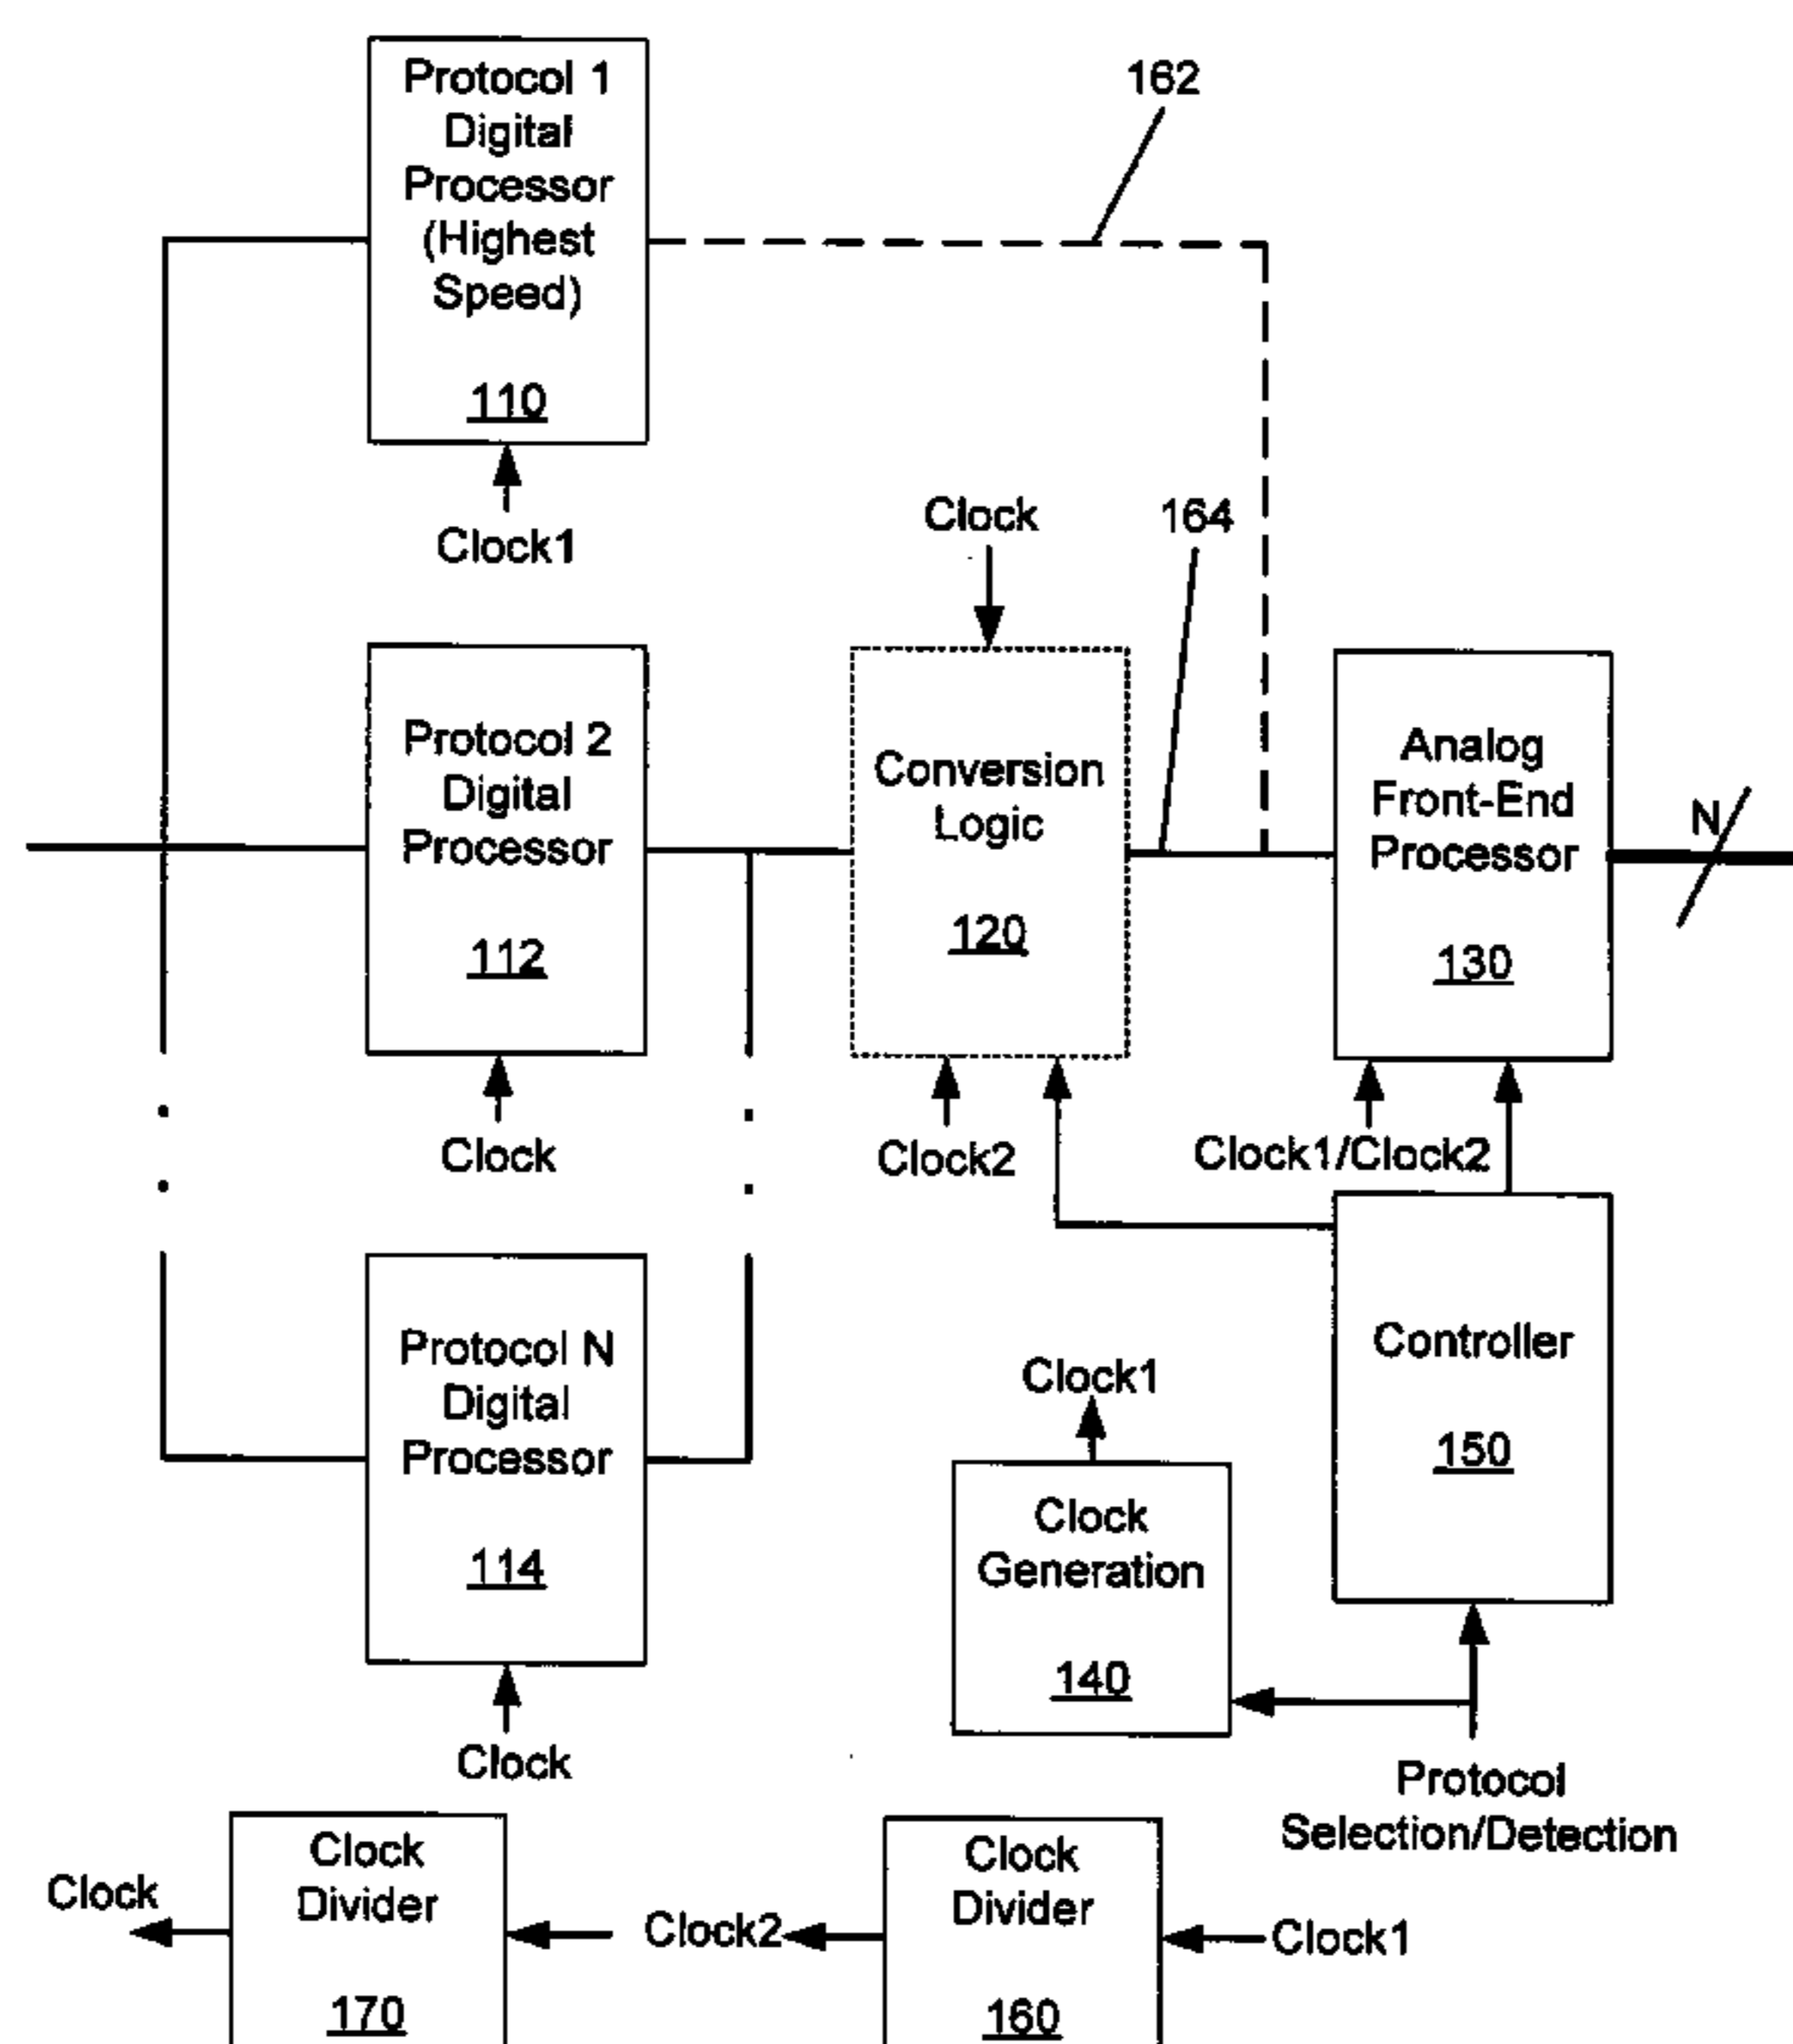 Protocol 1
Digital
Processor
(Highest
Speed)
110
Clock1
162
Clock
164
Protocol 2
Digital
Processor
112
Clock
Conversion
Logic
120
Clock2
Analog
Front-End
Processor
130
N
Clock1/Clock2
Protocol N
Digital
Processor
114
Clock
Clock1
Clock
Generation
140
Controller
150
Protocol
Selection/Detection
Clock
Clock
Divider
170
Clock2
Clock
Divider
160
Clock1